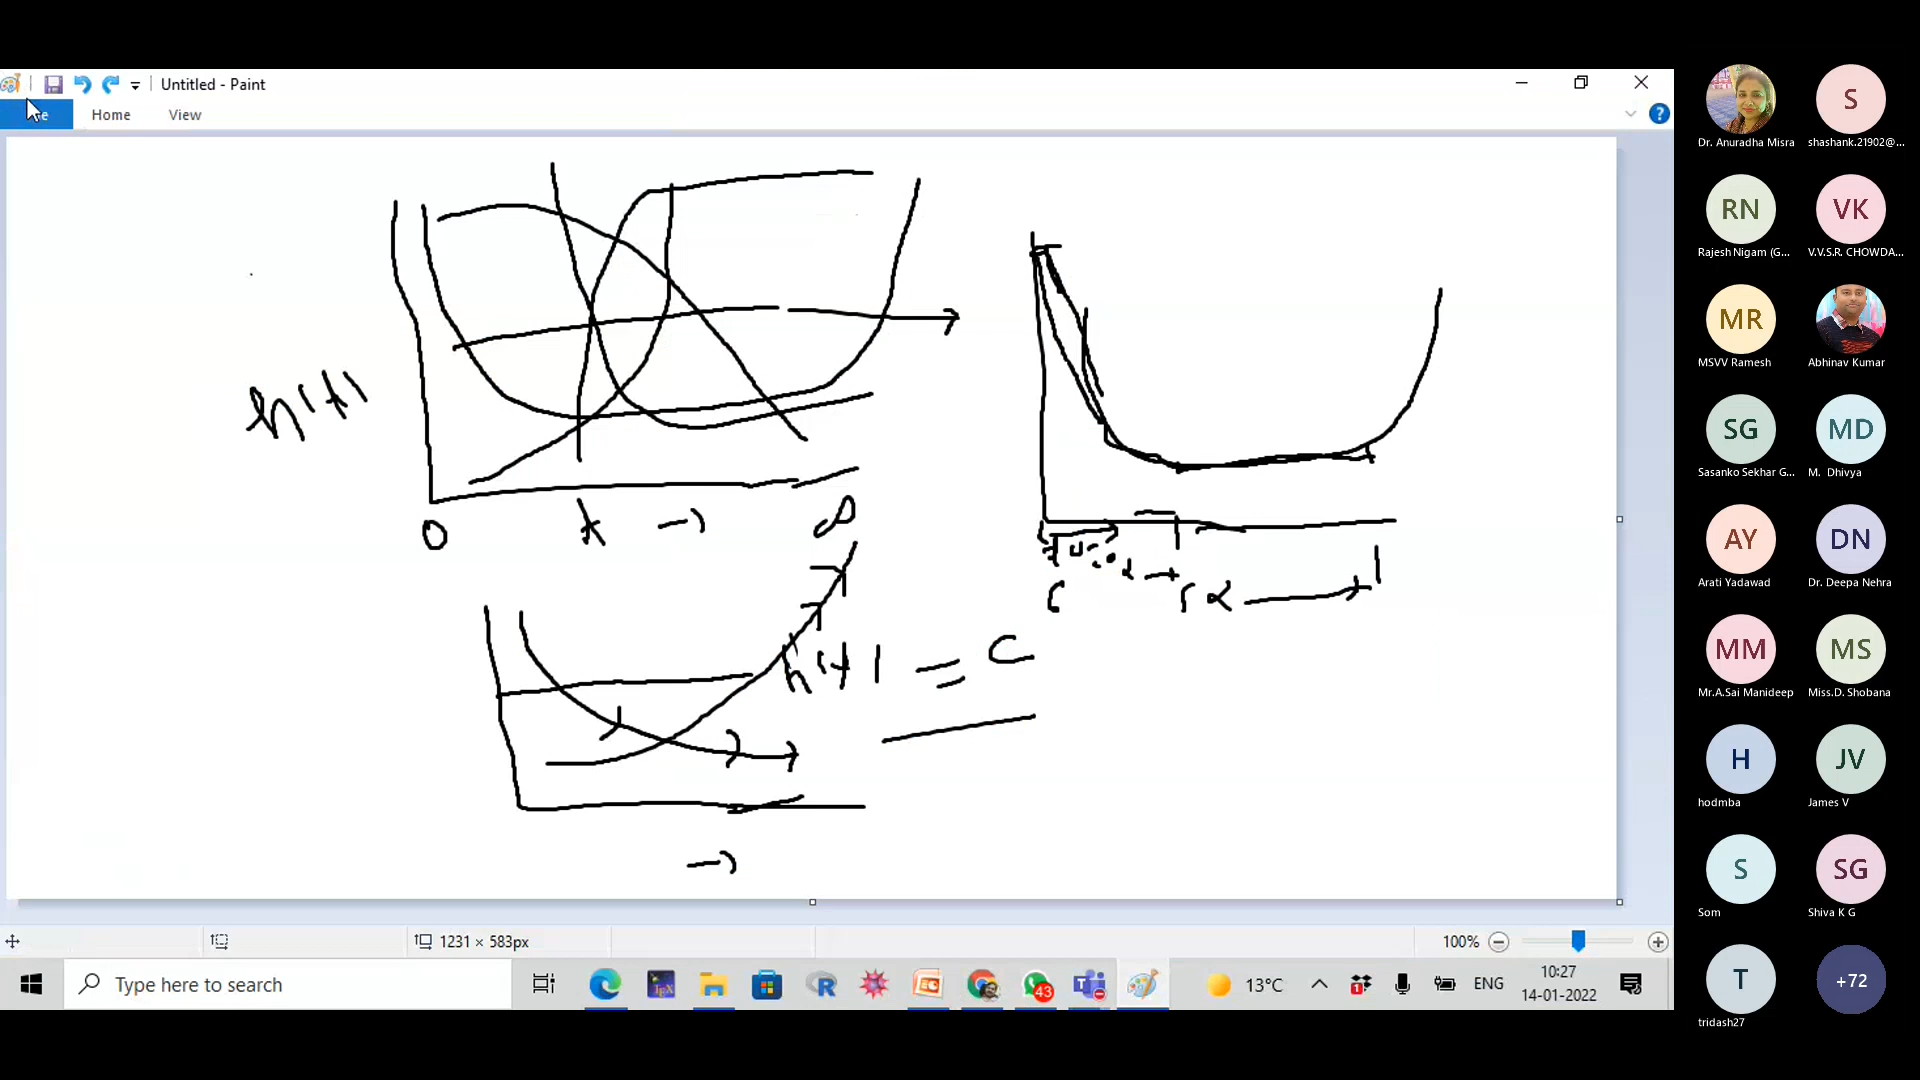 Untitled - Paint
Home
View
h(t)
0
t
∞
h(t) = C
1231 × 583px
100%
Type here to search
43
13°C
1
ENG
10:27
14-01-2022
Dr. Anuradha Misra
S
shashank.21902@...
RN
Rajesh Nigam (G...
VK
V.V.S.R. CHOWDA...
MR
MSVV Ramesh
Abhinav Kumar
SG
Sasanko Sekhar G...
MD
M. Dhivya
AY
Arati Yadawad
DN
Dr. Deepa Nehra
MM
Mr.A.Sai Manideep
MS
Miss.D. Shobana
H
hodmba
JV
James V
S
Som
SG
Shiva K G
T
tridash27
+72